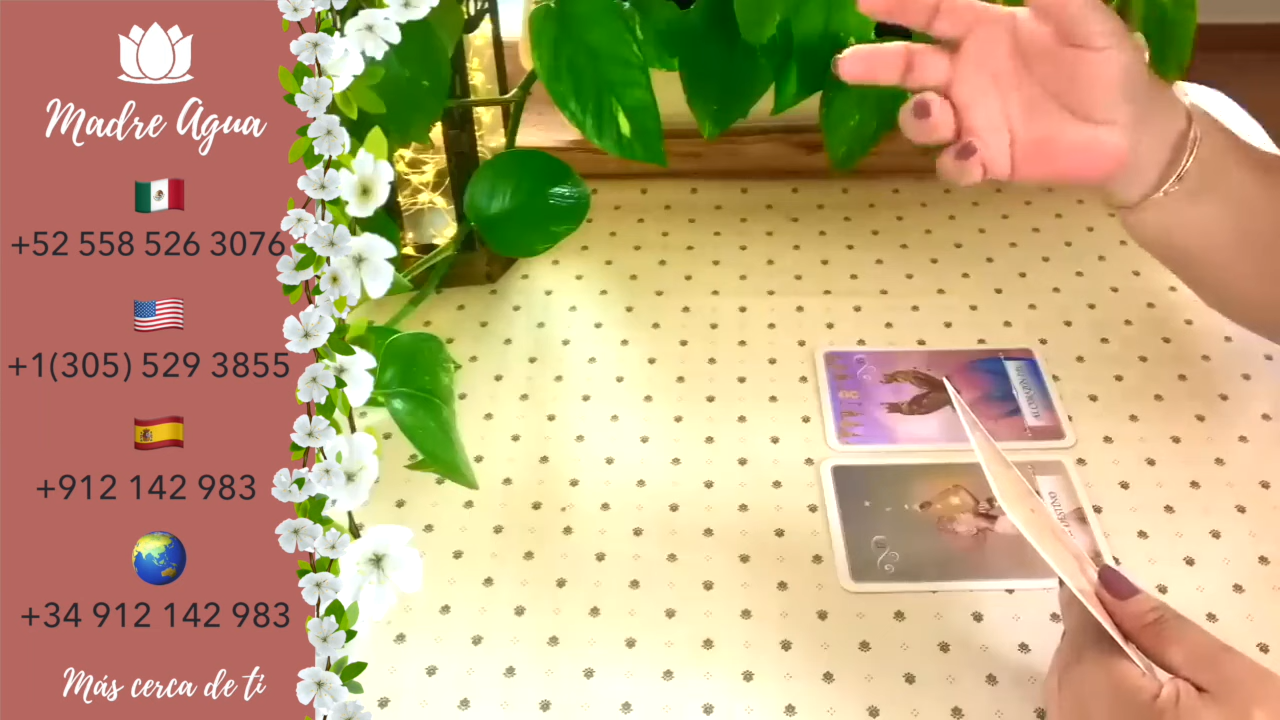 Madre Agua
+52 558 526 3076
+1(305) 529 3855
+912 142 983
+34 912 142 983
Más cerca de ti
DESTINO